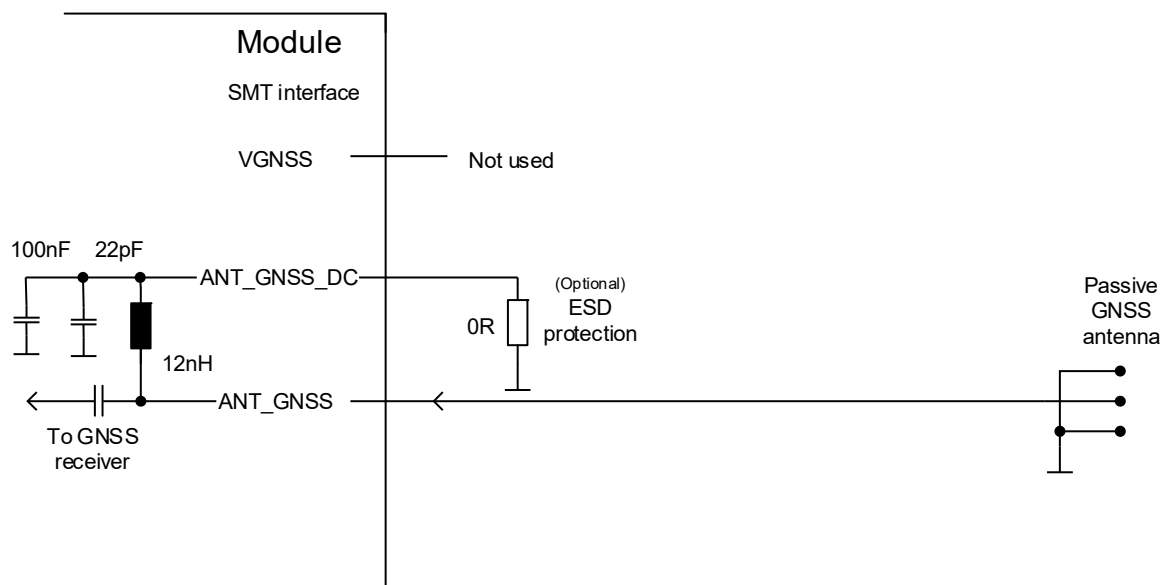 Module
SMT interface
VGNSS
Not used
100nF
22pF
ANT_GNSS_DC
(Optional)
ESD
protection
0R
Passive
GNSS
antenna
12nH
ANT_GNSS
To GNSS
receiver